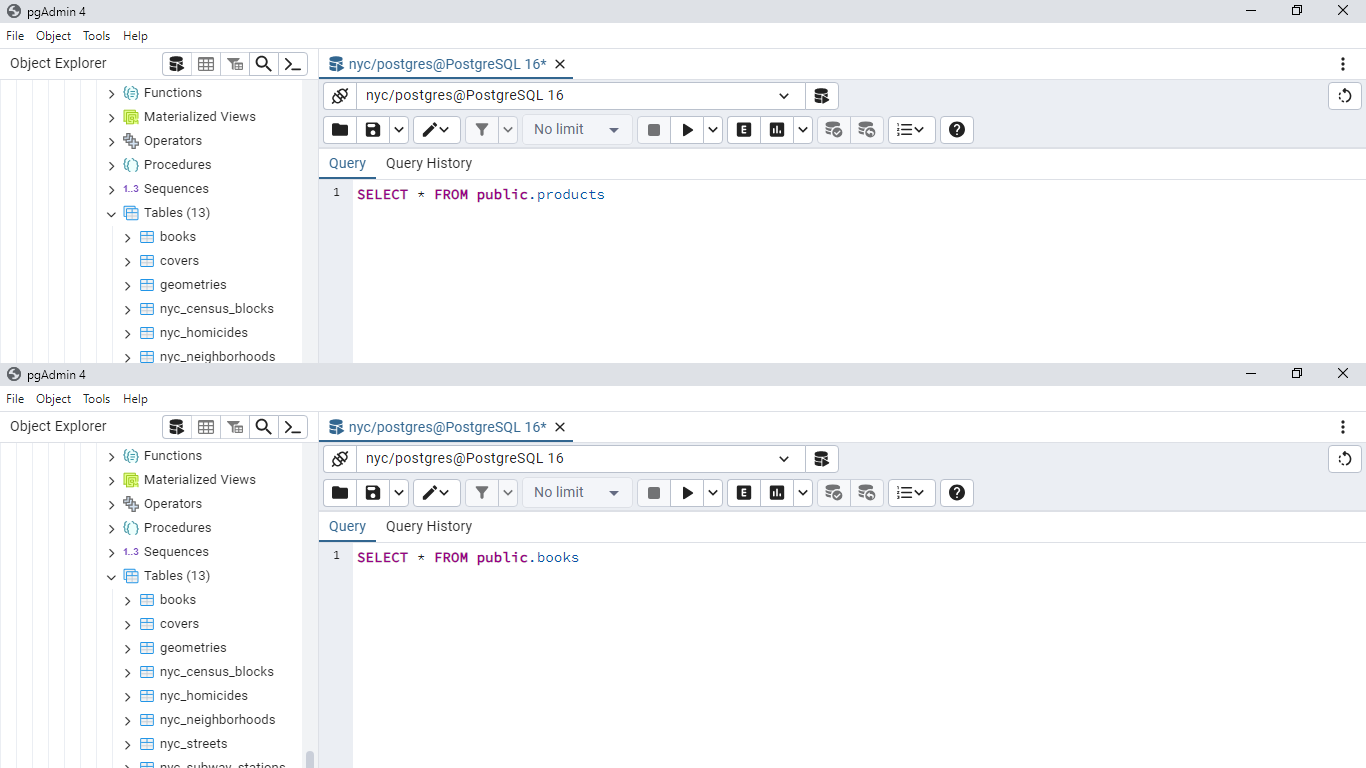 pgAdmin 4
File Object Tools Help
Object Explorer
nyc/postgres@PostgreSQL 16*
nyc/postgres@PostgreSQL 16
No limit
E
Query Query History
1 SELECT * FROM public.products
Functions
Materialized Views
Operators
Procedures
1..3 Sequences
Tables (13)
books
covers
geometries
nyc_census_blocks
nyc_homicides
nyc_neighborhoods
pgAdmin 4
File Object Tools Help
Object Explorer
nyc/postgres@PostgreSQL 16*
nyc/postgres@PostgreSQL 16
No limit
E
Query Query History
1 SELECT * FROM public.books
Functions
Materialized Views
Operators
Procedures
1..3 Sequences
Tables (13)
books
covers
geometries
nyc_census_blocks
nyc_homicides
nyc_neighborhoods
nyc_streets
nyc_subway_stations